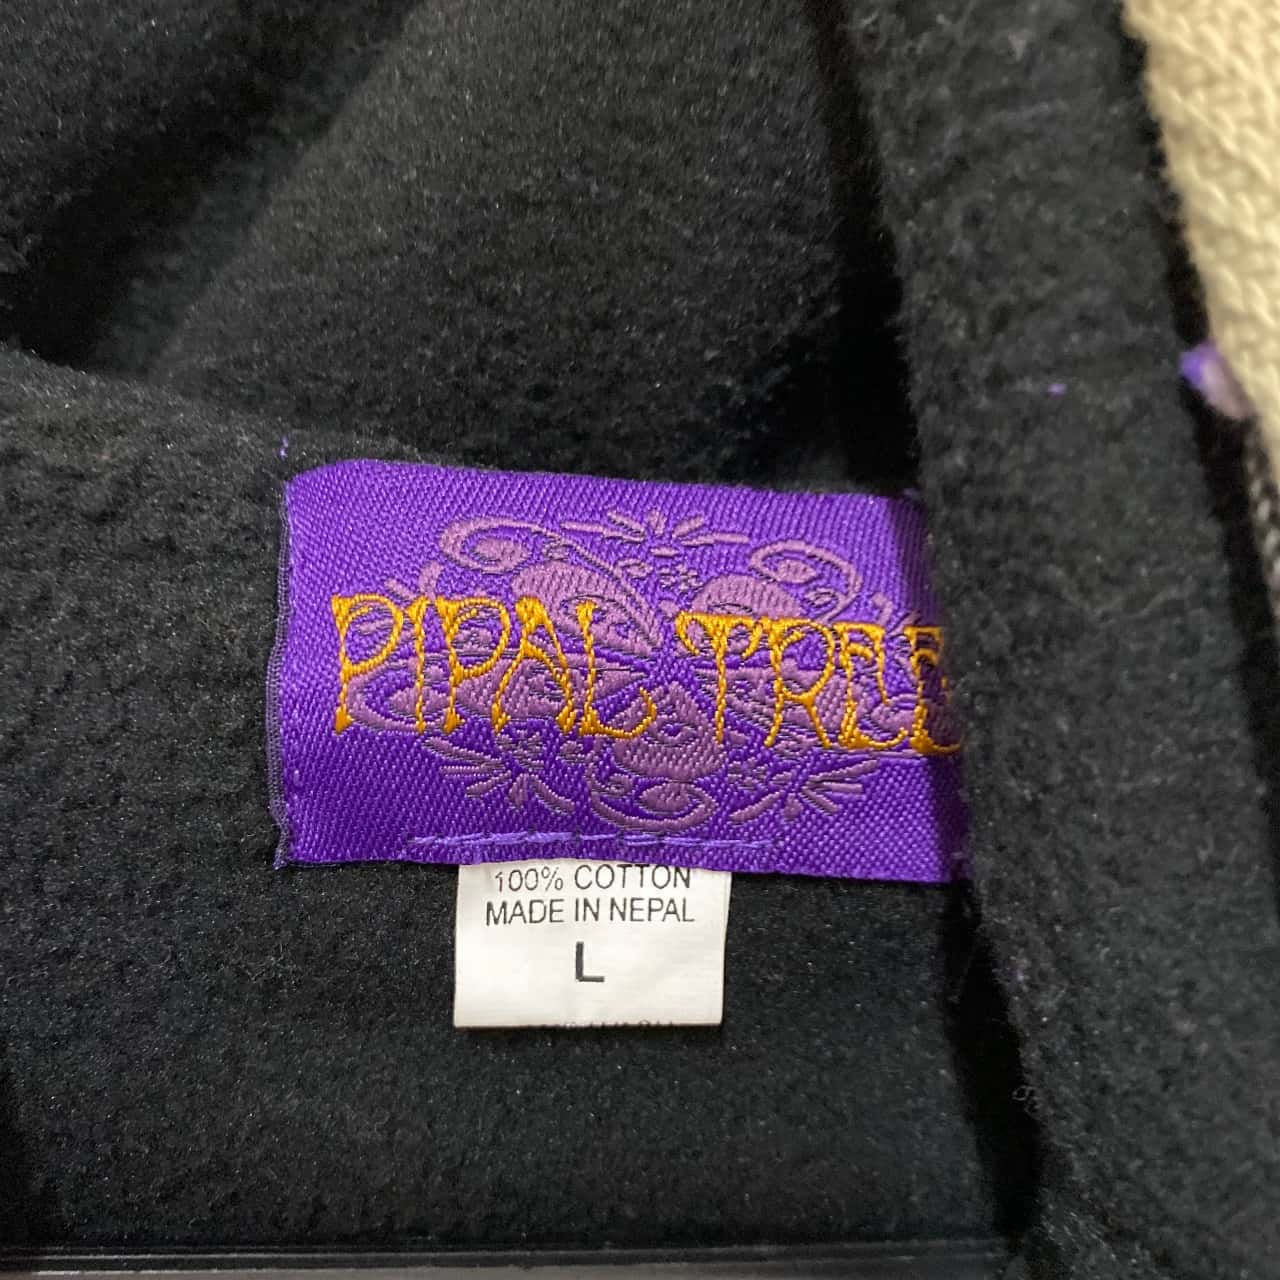 PIPAL TREE
100% COTTON
MADE IN NEPAL
L